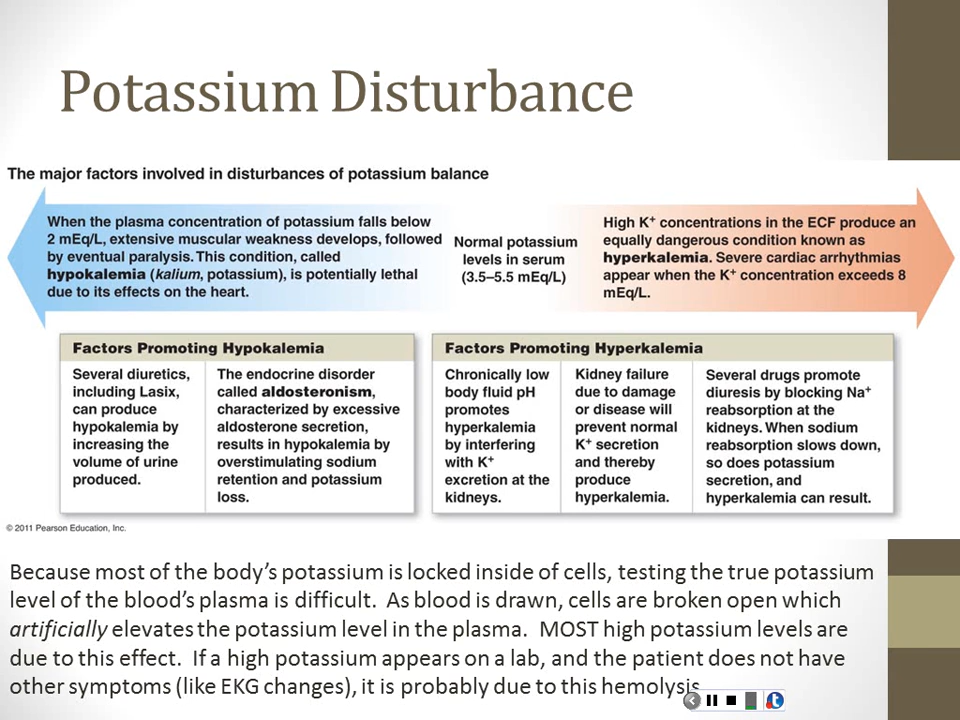 Potassium Disturbance
The major factors involved in disturbances of potassium balance
When the plasma concentration of potassium falls below
2 mEq/L, extensive muscular weakness develops, followed
by eventual paralysis. This condition, called
hypokalemia (kalium, potassium), is potentially lethal
due to its effects on the heart.
Normal potassium
levels in serum
(3.5–5.5 mEq/L)
High K⁺ concentrations in the ECF produce an
equally dangerous condition known as
hyperkalemia. Severe cardiac arrhythmias
appear when the K⁺ concentration exceeds 8
mEq/L.
Factors Promoting Hypokalemia
Several diuretics,
including Lasix,
can produce
hypokalemia by
increasing the
volume of urine
produced.
The endocrine disorder
called aldosteronism,
characterized by excessive
aldosterone secretion,
results in hypokalemia by
overstimulating sodium
retention and potassium
loss.
Factors Promoting Hyperkalemia
Chronically low
body fluid pH
promotes
hyperkalemia
by interfering
with K⁺
excretion at the
kidneys.
Kidney failure
due to damage
or disease will
prevent normal
K⁺ secretion
and thereby
produce
hyperkalemia.
Several drugs promote
diuresis by blocking Na⁺
reabsorption at the
kidneys. When sodium
reabsorption slows down,
so does potassium
secretion, and
hyperkalemia can result.
© 2011 Pearson Education, Inc.
Because most of the body's potassium is locked inside of cells, testing the true potassium
level of the blood's plasma is difficult.  As blood is drawn, cells are broken open which
artificially elevates the potassium level in the plasma.  MOST high potassium levels are
due to this effect.  If a high potassium appears on a lab, and the patient does not have
other symptoms (like EKG changes), it is probably due to this hemolysis
t